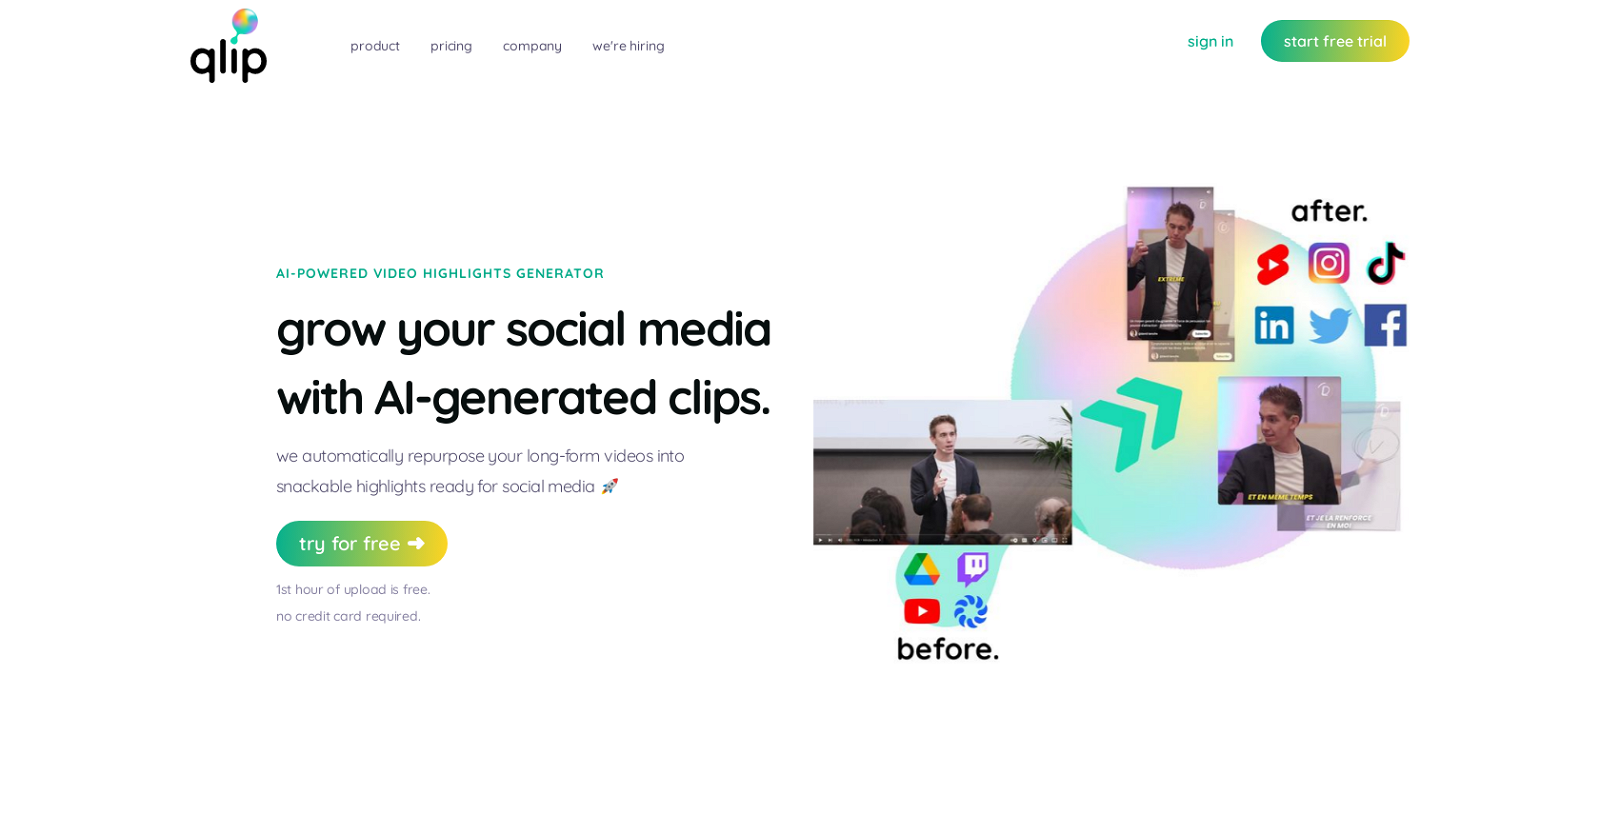 qlip
product
pricing
company
we're hiring
sign in
start free trial
AI-POWERED VIDEO HIGHLIGHTS GENERATOR
grow your social media
with AI-generated clips.
we automatically repurpose your long-form videos into
snackable highlights ready for social media 🚀
try for free ➜
1st hour of upload is free.
no credit card required.
after.
EXTREME
in
ET EN MEME TEMPS
ET JE LA RENFORCE
EN MOI
before.